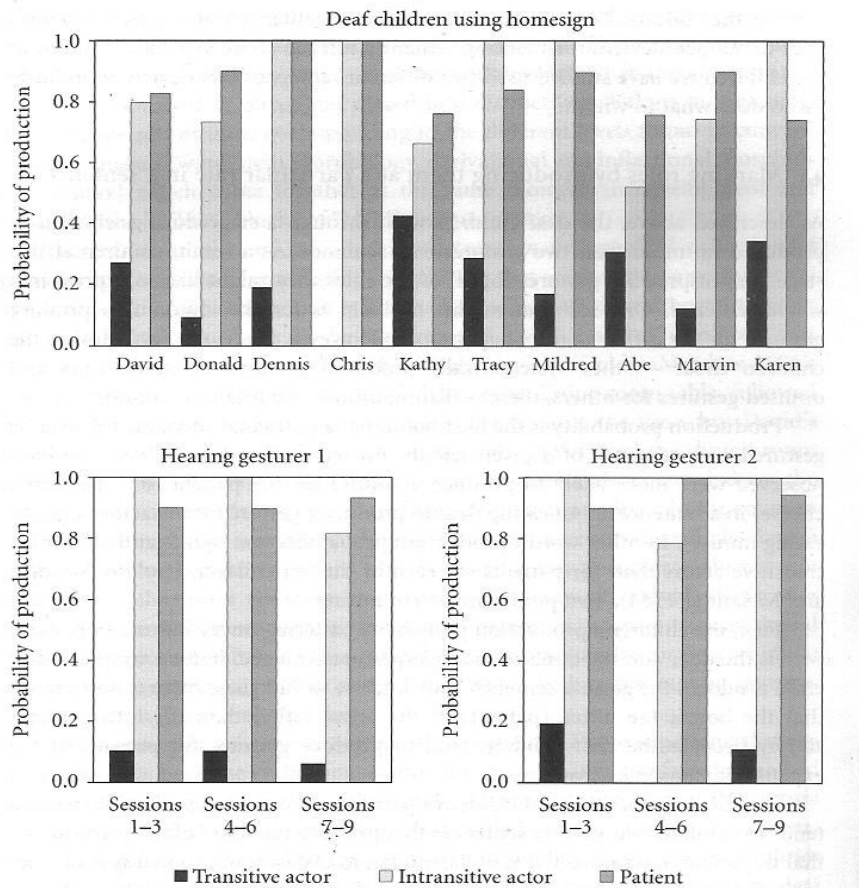 Deaf children using homesign
1.0
0.8
0.6
0.4
0.2
0.0
Probability of production
David Donald Dennis Chris Kathy Tracy Mildred Abe Marvin Karen
Hearing gesturer 1
1.0
0.8
0.6
0.4
0.2
0.0
Probability of production
Sessions Sessions Sessions
1–3 4–6 7–9
Hearing gesturer 2
1.0
0.8
0.6
0.4
0.2
0.0
Probability of production
Sessions Sessions Sessions
1–3 4–6 7–9
Transitive actor Intransitive actor Patient